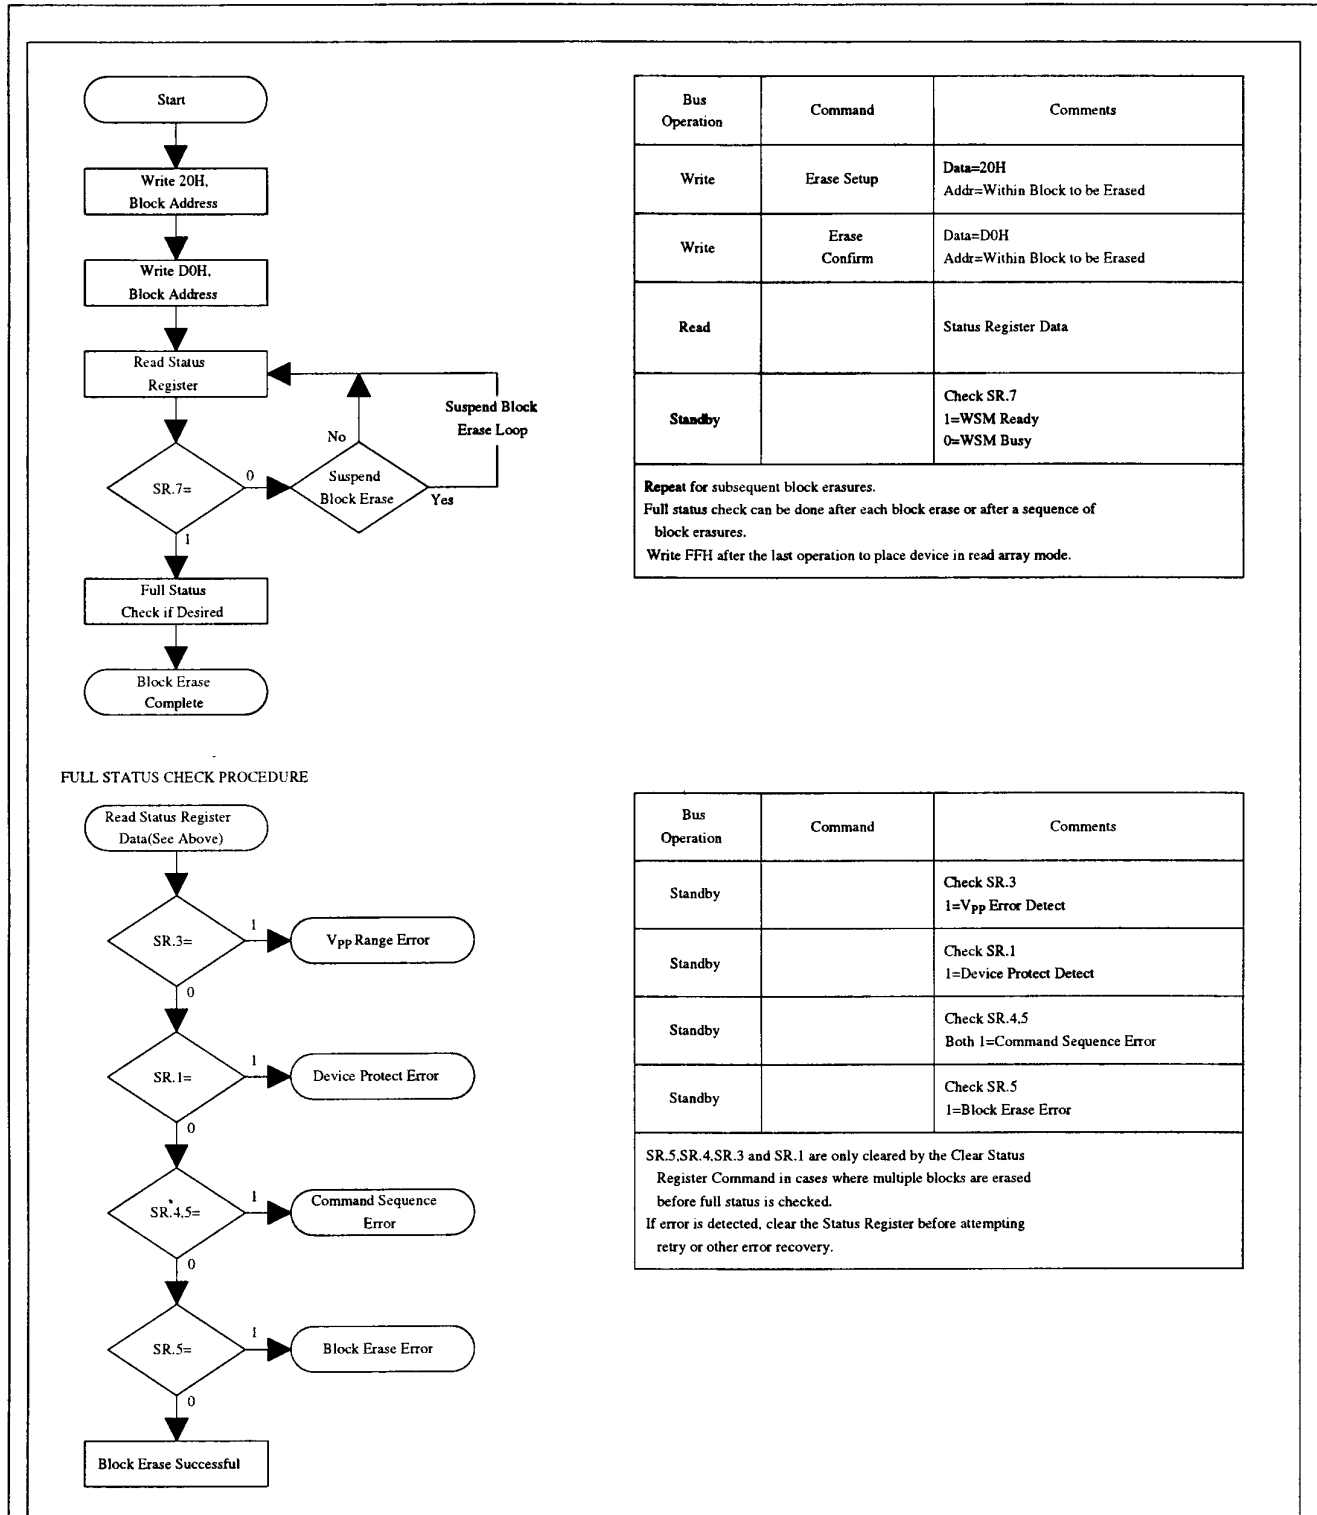 Start
Write 20H,
Block Address
Write D0H,
Block Address
Read Status
Register
Suspend Block
Erase Loop
No
SR.7=
0
Suspend
Block Erase
Yes
1
Full Status
Check if Desired
Block Erase
Complete
Bus
Operation
Command
Comments
Write
Erase Setup
Data=20H
Addr=Within Block to be Erased
Write
Erase
Confirm
Data=D0H
Addr=Within Block to be Erased
Read
Status Register Data
Standby
Check SR.7
1=WSM Ready
0=WSM Busy
Repeat for subsequent block erasures.
Full status check can be done after each block erase or after a sequence of
block erasures.
Write FFH after the last operation to place device in read array mode.
FULL STATUS CHECK PROCEDURE
Read Status Register
Data(See Above)
SR.3=
1
VPP Range Error
0
SR.1=
1
Device Protect Error
0
SR.4,5=
1
Command Sequence
Error
0
SR.5=
1
Block Erase Error
0
Block Erase Successful
Bus
Operation
Command
Comments
Standby
Check SR.3
1=VPP Error Detect
Standby
Check SR.1
1=Device Protect Detect
Standby
Check SR.4,5
Both 1=Command Sequence Error
Standby
Check SR.5
1=Block Erase Error
SR.5,SR.4,SR.3 and SR.1 are only cleared by the Clear Status
Register Command in cases where multiple blocks are erased
before full status is checked.
If error is detected, clear the Status Register before attempting
retry or other error recovery.